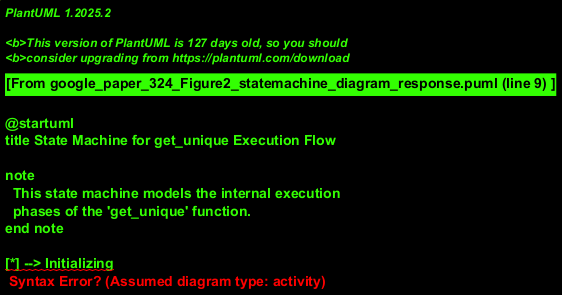 PlantUML 1.2025.2
<b>This version of PlantUML is 127 days old, so you should
<b>consider upgrading from https://plantuml.com/download
[From google_paper_324_Figure2_statemachine_diagram_response.puml (line 9) ]
@startuml
title State Machine for get_unique Execution Flow
note
This state machine models the internal execution
phases of the 'get_unique' function.
end note
[*] --> Initializing
Syntax Error? (Assumed diagram type: activity)